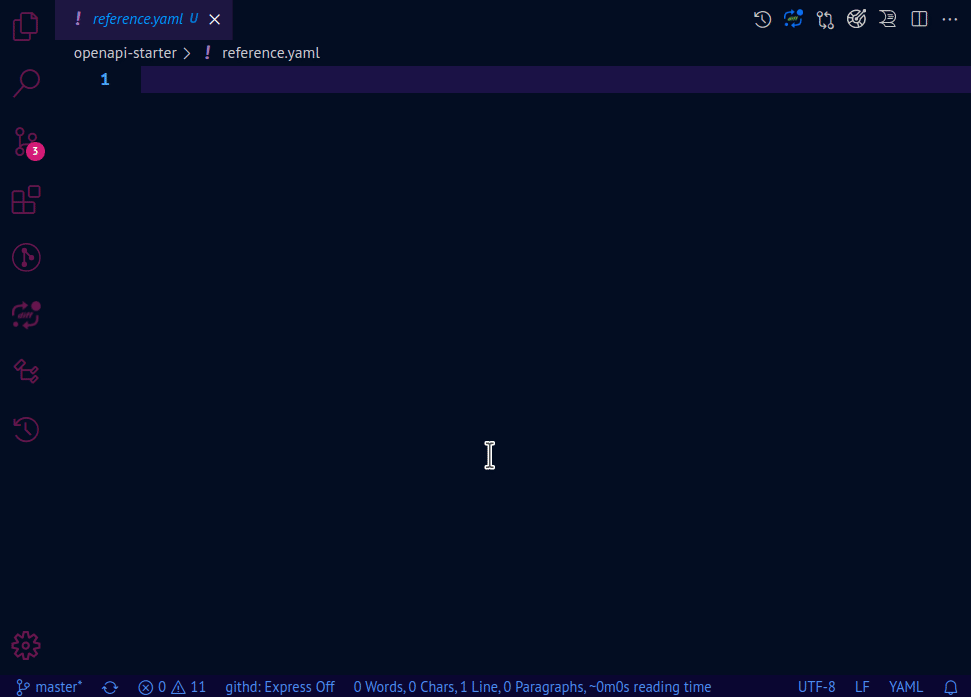 ! reference.yaml U
openapi-starter > ! reference.yaml
1
3
master* 0 11 githd: Express Off 0 Words, 0 Chars, 1 Line, 0 Paragraphs, ~0m0s reading time UTF-8 LF YAML